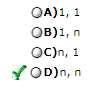 A) 1, 1
B) 1, n
C) n, 1
D) n, n